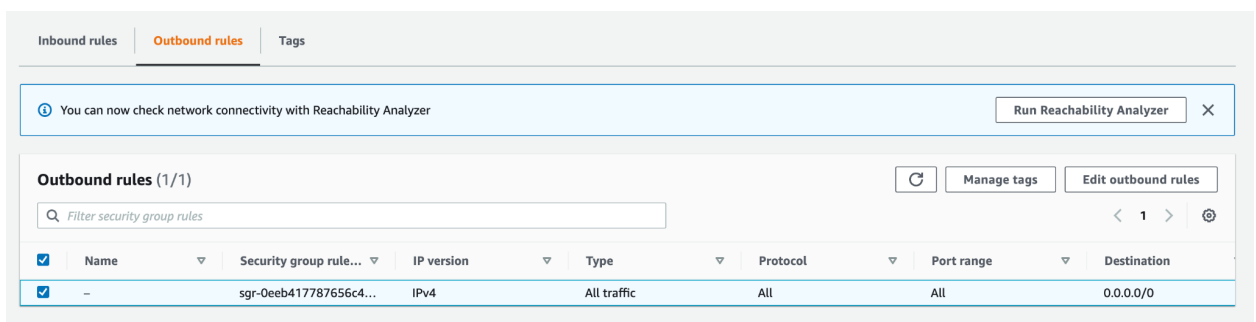 Inbound rules Outbound rules Tags
You can now check network connectivity with Reachability Analyzer Run Reachability Analyzer
Outbound rules (1/1) Manage tags Edit outbound rules
Filter security group rules 1
Name Security group rule... IP version Type Protocol Port range Destination
– sgr-0eeb417787656c4... IPv4 All traffic All All 0.0.0.0/0